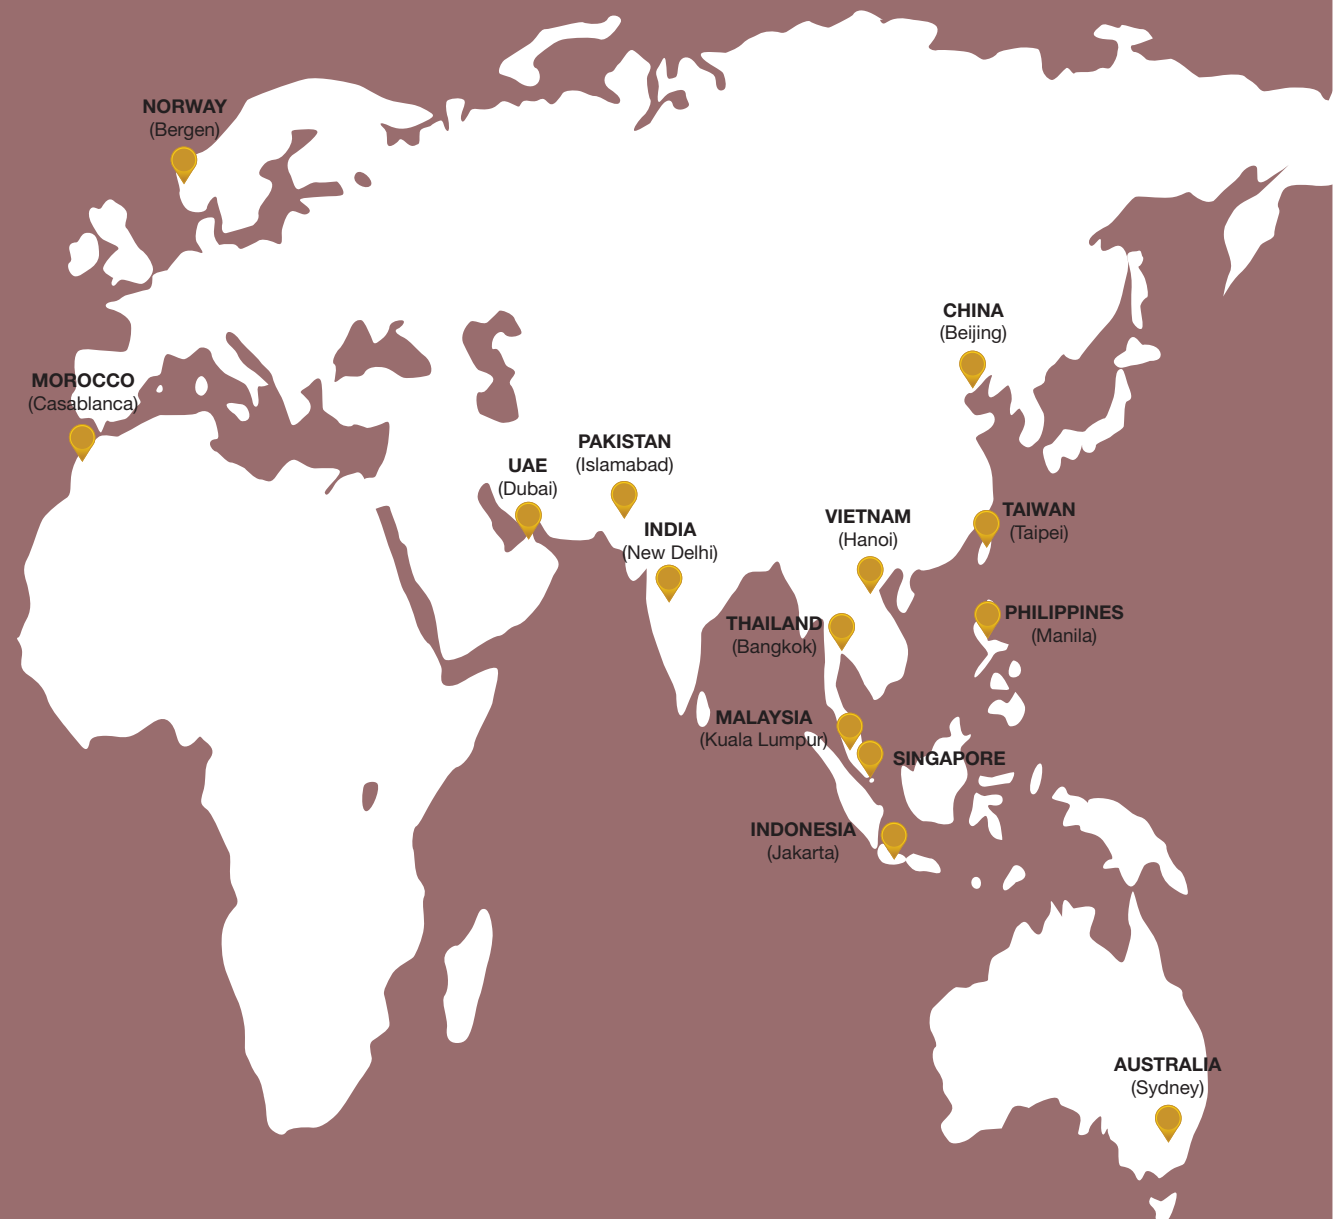 NORWAY
(Bergen)
CHINA
(Beijing)
MOROCCO
(Casablanca)
PAKISTAN
(Islamabad)
UAE
(Dubai)
INDIA
(New Delhi)
VIETNAM
(Hanoi)
TAIWAN
(Taipei)
THAILAND
(Bangkok)
PHILIPPINES
(Manila)
MALAYSIA
(Kuala Lumpur)
SINGAPORE
INDONESIA
(Jakarta)
AUSTRALIA
(Sydney)